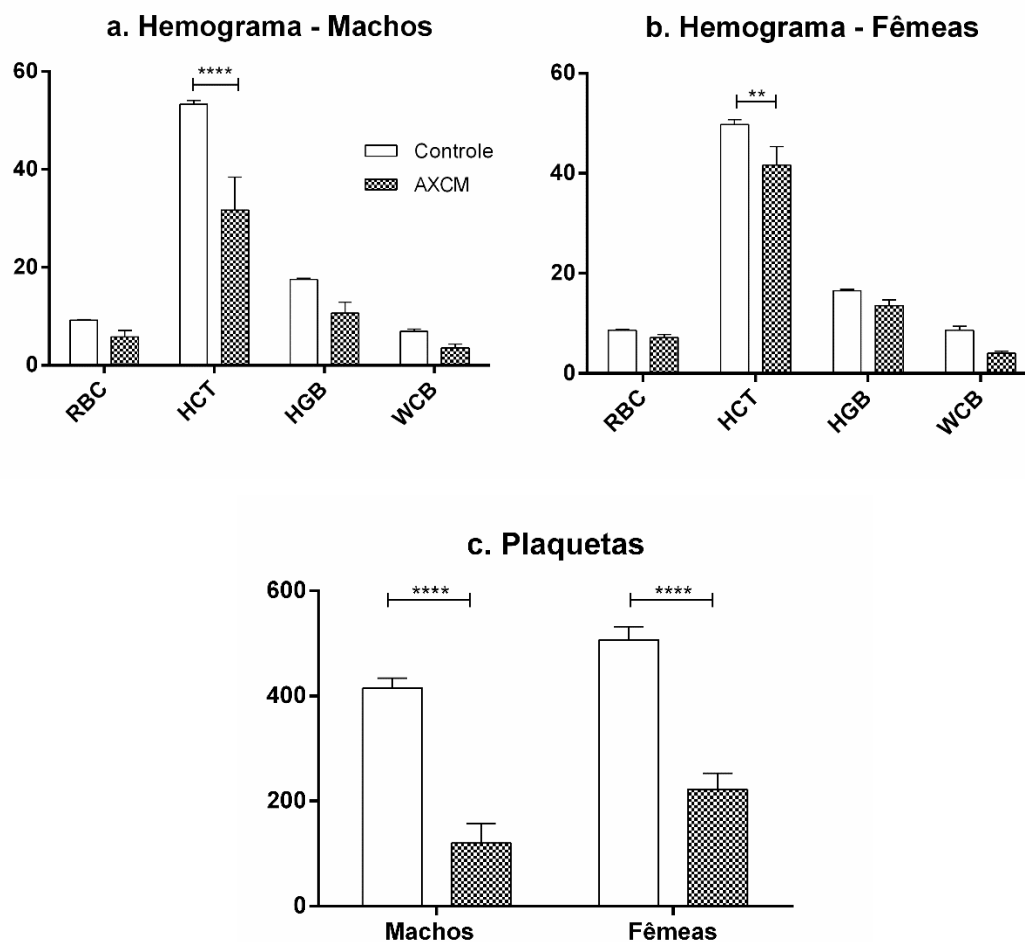 a. Hemograma - Machos
60
40
20
0
****
Controle
AXCM
RBC
HCT
HGB
WCB
b. Hemograma - Fêmeas
60
40
20
0
**
RBC
HCT
HGB
WCB
c. Plaquetas
600
400
200
0
****
****
Machos
Fêmeas